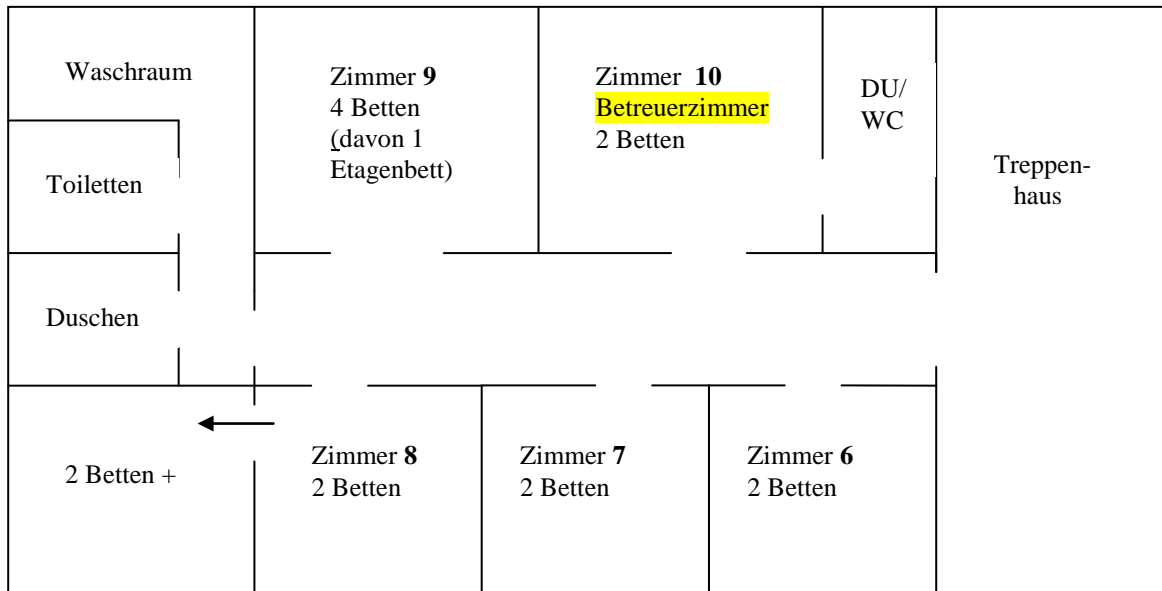 Waschraum
Zimmer 9
4 Betten
(davon 1
Etagenbett)
Zimmer 10
Betreuerzimmer
2 Betten
DU/
WC
Treppen-
haus
Toiletten
Duschen
2 Betten +
Zimmer 8
2 Betten
Zimmer 7
2 Betten
Zimmer 6
2 Betten